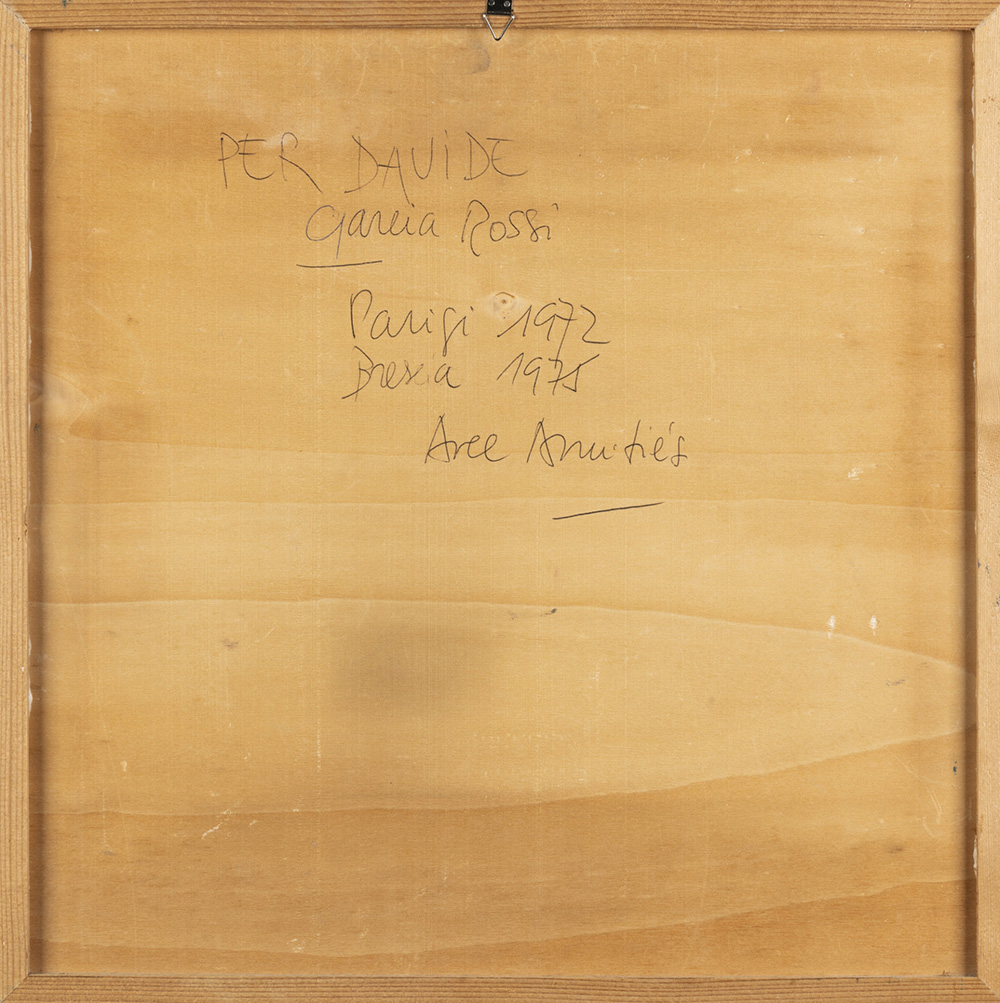 PER DAVIDE
Garcia Rossi
Parigi 1972
Brescia 1975
Avec Amitiés